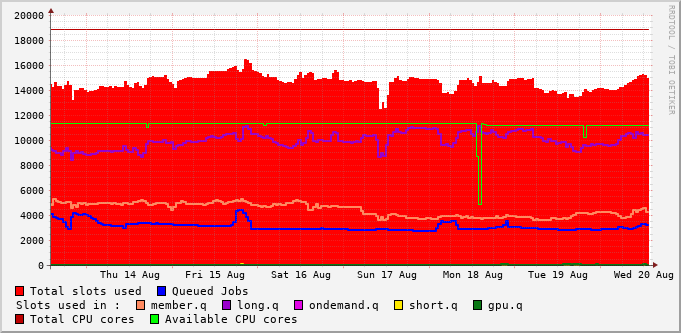 20000
18000
16000
14000
12000
10000
8000
6000
4000
2000
0
Thu 14 Aug Fri 15 Aug Sat 16 Aug Sun 17 Aug Mon 18 Aug Tue 19 Aug Wed 20 Aug
RRDTOOL / TOBI OETIKER
Total slots used Queued Jobs
Slots used in : member.q long.q ondemand.q short.q gpu.q
Total CPU cores Available CPU cores